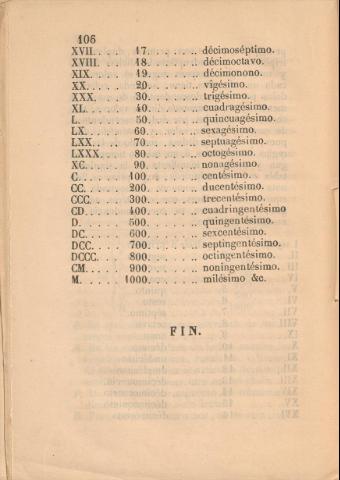 106
XVII. . . . 17. . . . . . . décimoséptimo.
XVIII. . . . 18. . . . . . . décimoctavo.
XIX. . . . 19. . . . . . . décimonono.
XX. . . . . 20. . . . . . . vigésimo.
XXX. . . . 30. . . . . . . trigésimo.
XL. . . . . 40. . . . . . . cuadragésimo.
L. . . . . . 50. . . . . . . quincuagésimo.
LX. . . . . 60. . . . . . . sexagésimo.
LXX. . . . 70. . . . . . . septuagésimo.
LXXX. . . . 80. . . . . . . octogésimo.
XC. . . . . 90. . . . . . . nonagésimo.
C. . . . . . 100. . . . . . . centésimo.
CC. . . . . 200. . . . . . . ducentésimo.
CCC. . . . 300. . . . . . . trecentésimo.
CD. . . . . 400. . . . . . . cuadringentésimo
D. . . . . . 500. . . . . . . quingentésimo.
DC. . . . . 600. . . . . . . sexcentésimo.
DCC. . . . 700. . . . . . . septingentésimo.
DCCC. . . . 800. . . . . . . octingentésimo.
CM. . . . . 900. . . . . . . noningentésimo.
M. . . . . . 1000. . . . . . . milésimo &c.
FIN.